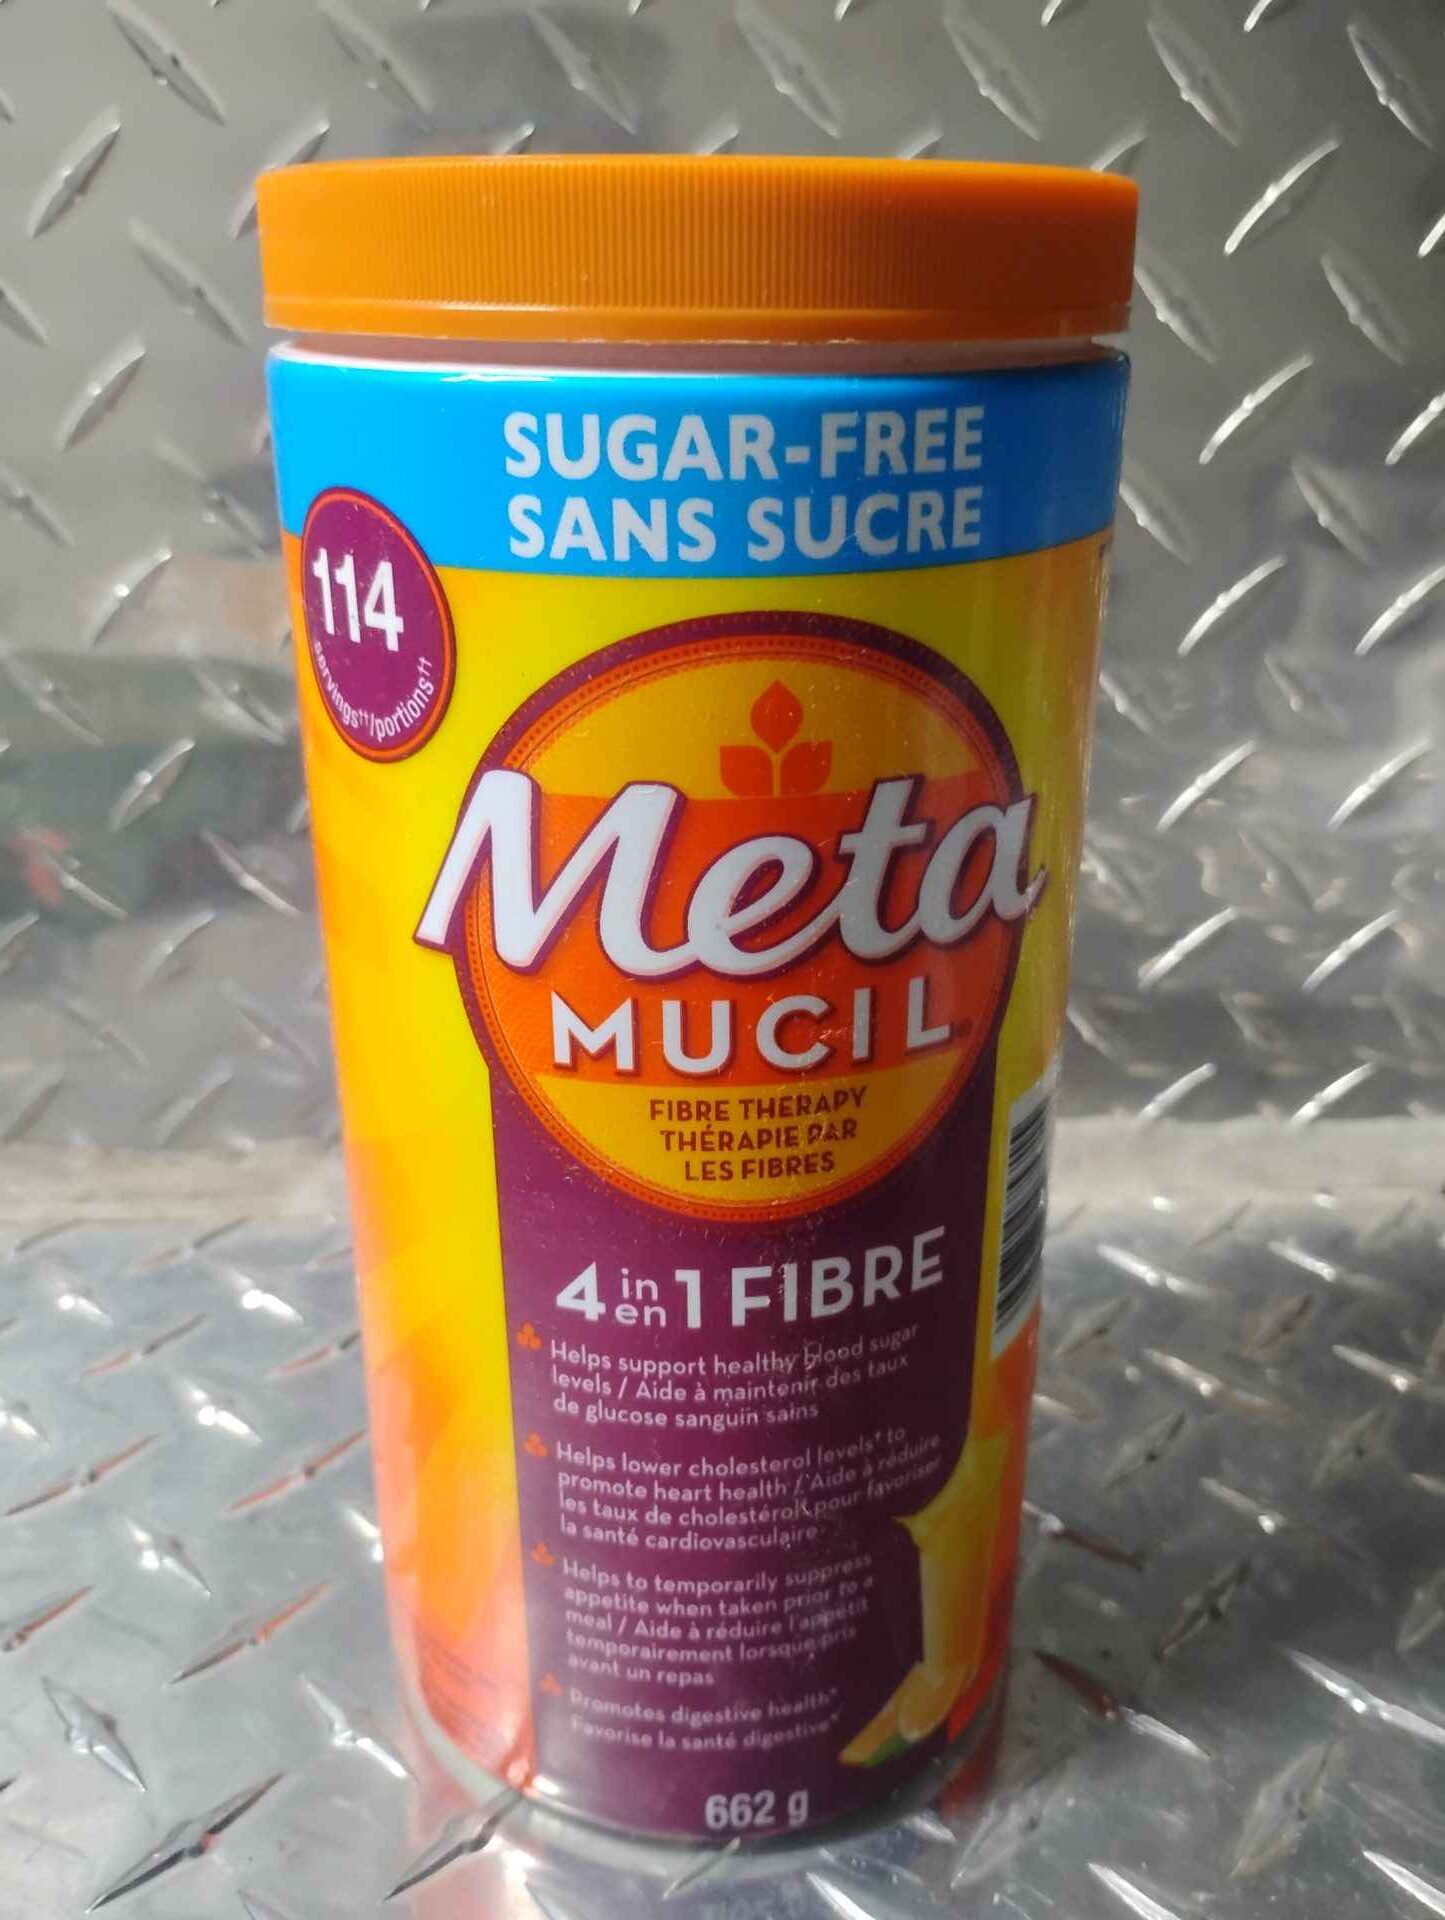 SUGAR-FREE
SANS SUCRE
114
servings††/portions††
Meta
MUCIL®
FIBRE THERAPY
THÉRAPIE PAR
LES FIBRES
4 in en 1 FIBRE
Helps support healthy blood sugar
levels / Aide à maintenir des taux
de glucose sanguin sains
Helps lower cholesterol levels* to
promote heart health / Aide à réduire
les taux de cholestérol* pour favoriser
la santé cardiovasculaire
Helps to temporarily suppress
appetite when taken prior to a
meal / Aide à réduire l'appétit
temporairement lorsque pris
avant un repas
Promotes digestive health*
Favorise la santé digestive*
662 g